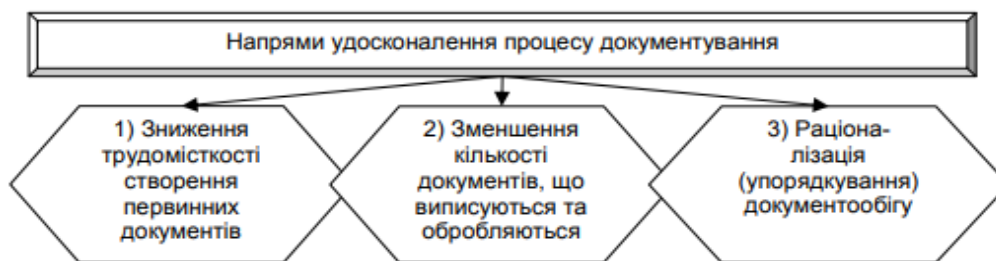 Напрями удосконалення процесу документування
1) Зниження
трудомісткості
створення
первинних
документів
2) Зменшення
кількості
документів, що
виписуються та
обробляються
3) Раціона-
лізація
(упорядкування)
документообігу